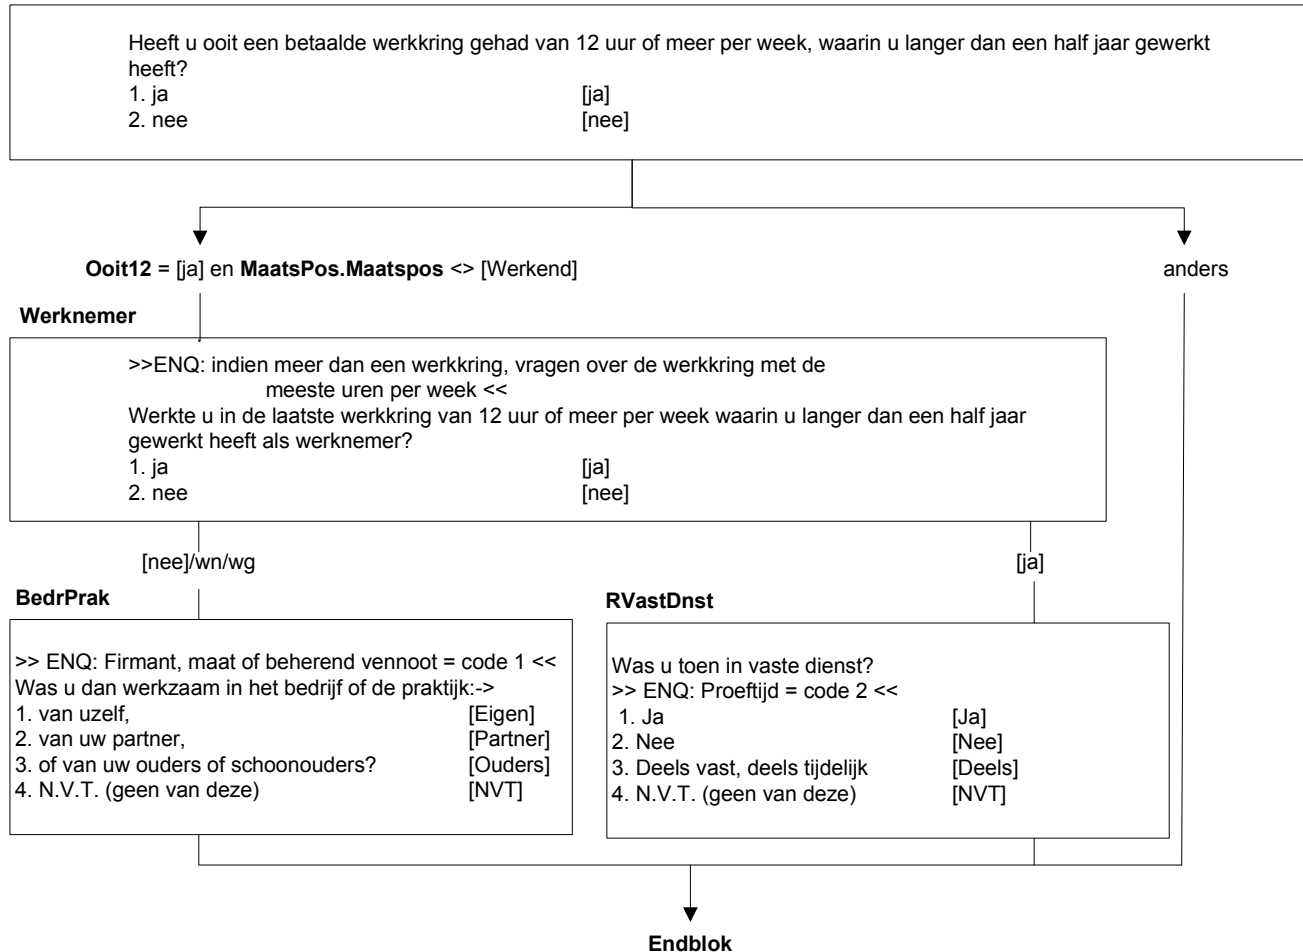 Heeft u ooit een betaalde werkkring gehad van 12 uur of meer per week, waarin u langer dan een half jaar gewerkt
heeft?
1. ja [ja]
2. nee [nee]
Ooit12 = [ja] en MaatsPos.Maatspos <> [Werkend]
anders
Werknemer
>>ENQ: indien meer dan een werkkring, vragen over de werkkring met de
meeste uren per week <<
Werkte u in de laatste werkkring van 12 uur of meer per week waarin u langer dan een half jaar
gewerkt heeft als werknemer?
1. ja [ja]
2. nee [nee]
[nee]/wn/wg
[ja]
BedrPrak
>> ENQ: Firmant, maat of beherend vennoot = code 1 <<
Was u dan werkzaam in het bedrijf of de praktijk:->
1. van uzelf, [Eigen]
2. van uw partner, [Partner]
3. of van uw ouders of schoonouders? [Ouders]
4. N.V.T. (geen van deze) [NVT]
RVastDnst
Was u toen in vaste dienst?
>> ENQ: Proeftijd = code 2 <<
1. Ja [Ja]
2. Nee [Nee]
3. Deels vast, deels tijdelijk [Deels]
4. N.V.T. (geen van deze) [NVT]
Endblok